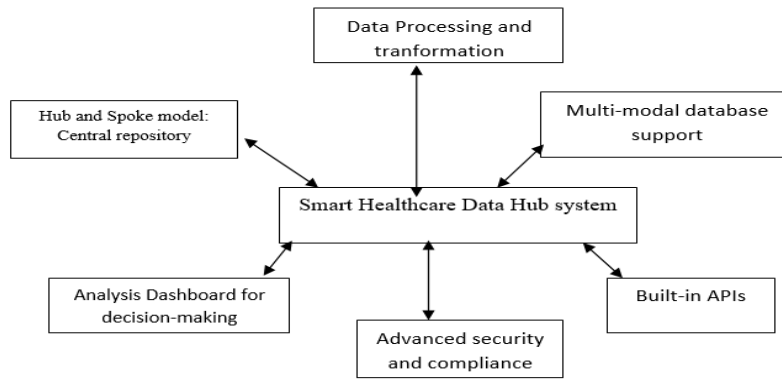 Data Processing and
tranformation
Hub and Spoke model:
Central repository
Multi-modal database
support
Smart Healthcare Data Hub system
Analysis Dashboard for
decision-making
Built-in APIs
Advanced security
and compliance